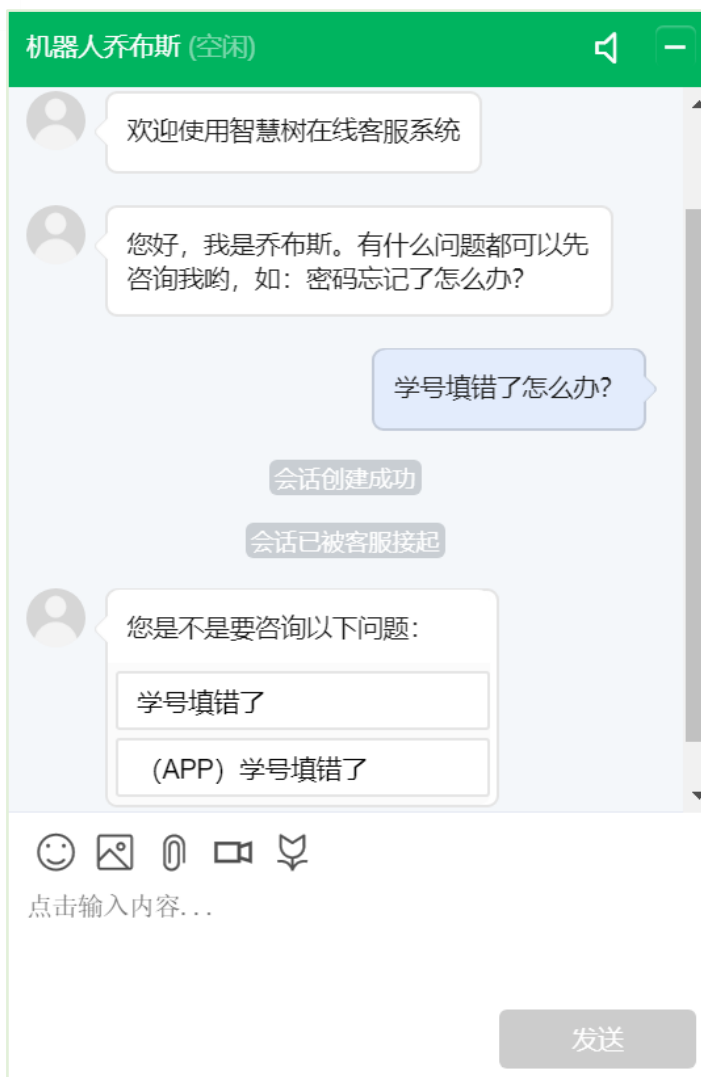 机器人乔布斯 (空闲)
欢迎使用智慧树在线客服系统
您好，我是乔布斯。有什么问题都可以先
咨询我哟，如：密码忘记了怎么办？
学号填错了怎么办？
会话创建成功
会话已被客服接起
您是不是要咨询以下问题：
学号填错了
（APP）学号填错了
点击输入内容...
发送